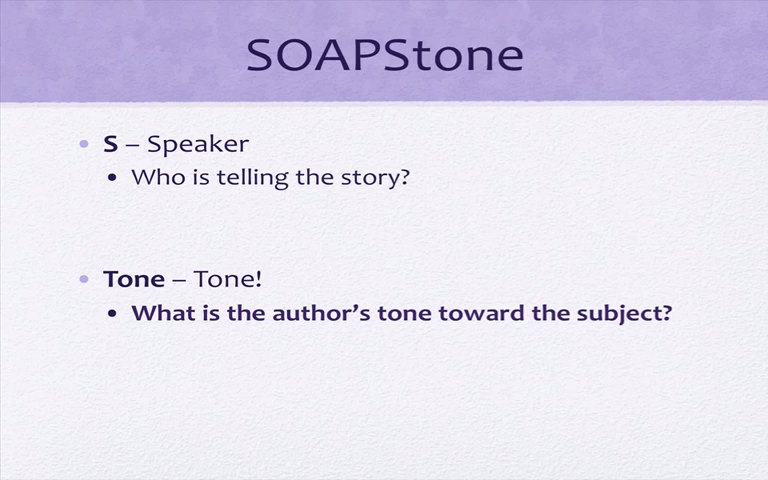 SOAPStone
• S – Speaker
• Who is telling the story?
• Tone – Tone!
• What is the author’s tone toward the subject?